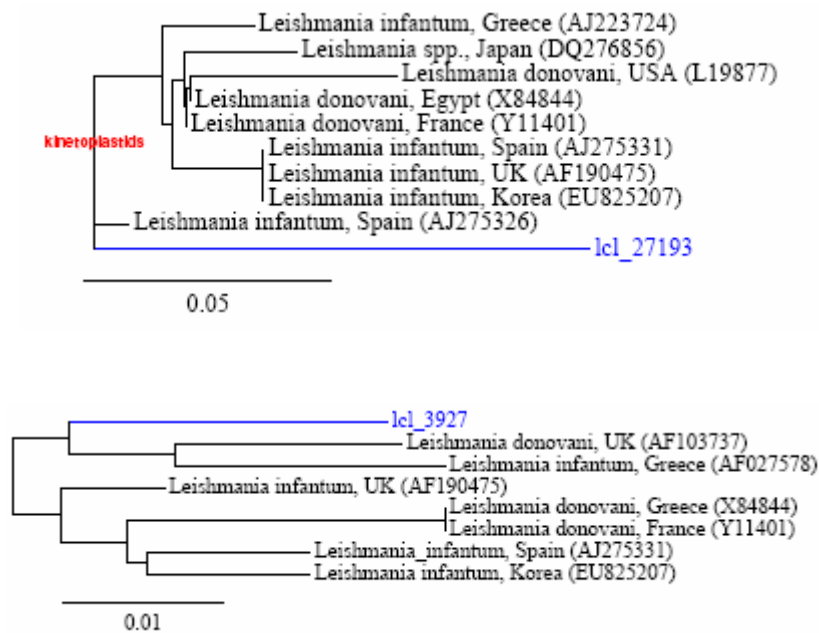 Leishmania infantum, Greece (AJ223724)
Leishmania spp., Japan (DQ276856)
Leishmania donovani, USA (L19877)
Leishmania donovani, Egypt (X84844)
Leishmania donovani, France (Y11401)
kinetoplastids
Leishmania infantum, Spain (AJ275331)
Leishmania infantum, UK (AF190475)
Leishmania infantum, Korea (EU825207)
Leishmania infantum, Spain (AJ275326)
lcl_27193
0.05
lcl_3927
Leishmania donovani, UK (AF103737)
Leishmania infantum, Greece (AF027578)
Leishmania infantum, UK (AF190475)
Leishmania donovani, Greece (X84844)
Leishmania donovani, France (Y11401)
Leishmania_infantum, Spain (AJ275331)
Leishmania infantum, Korea (EU825207)
0.01